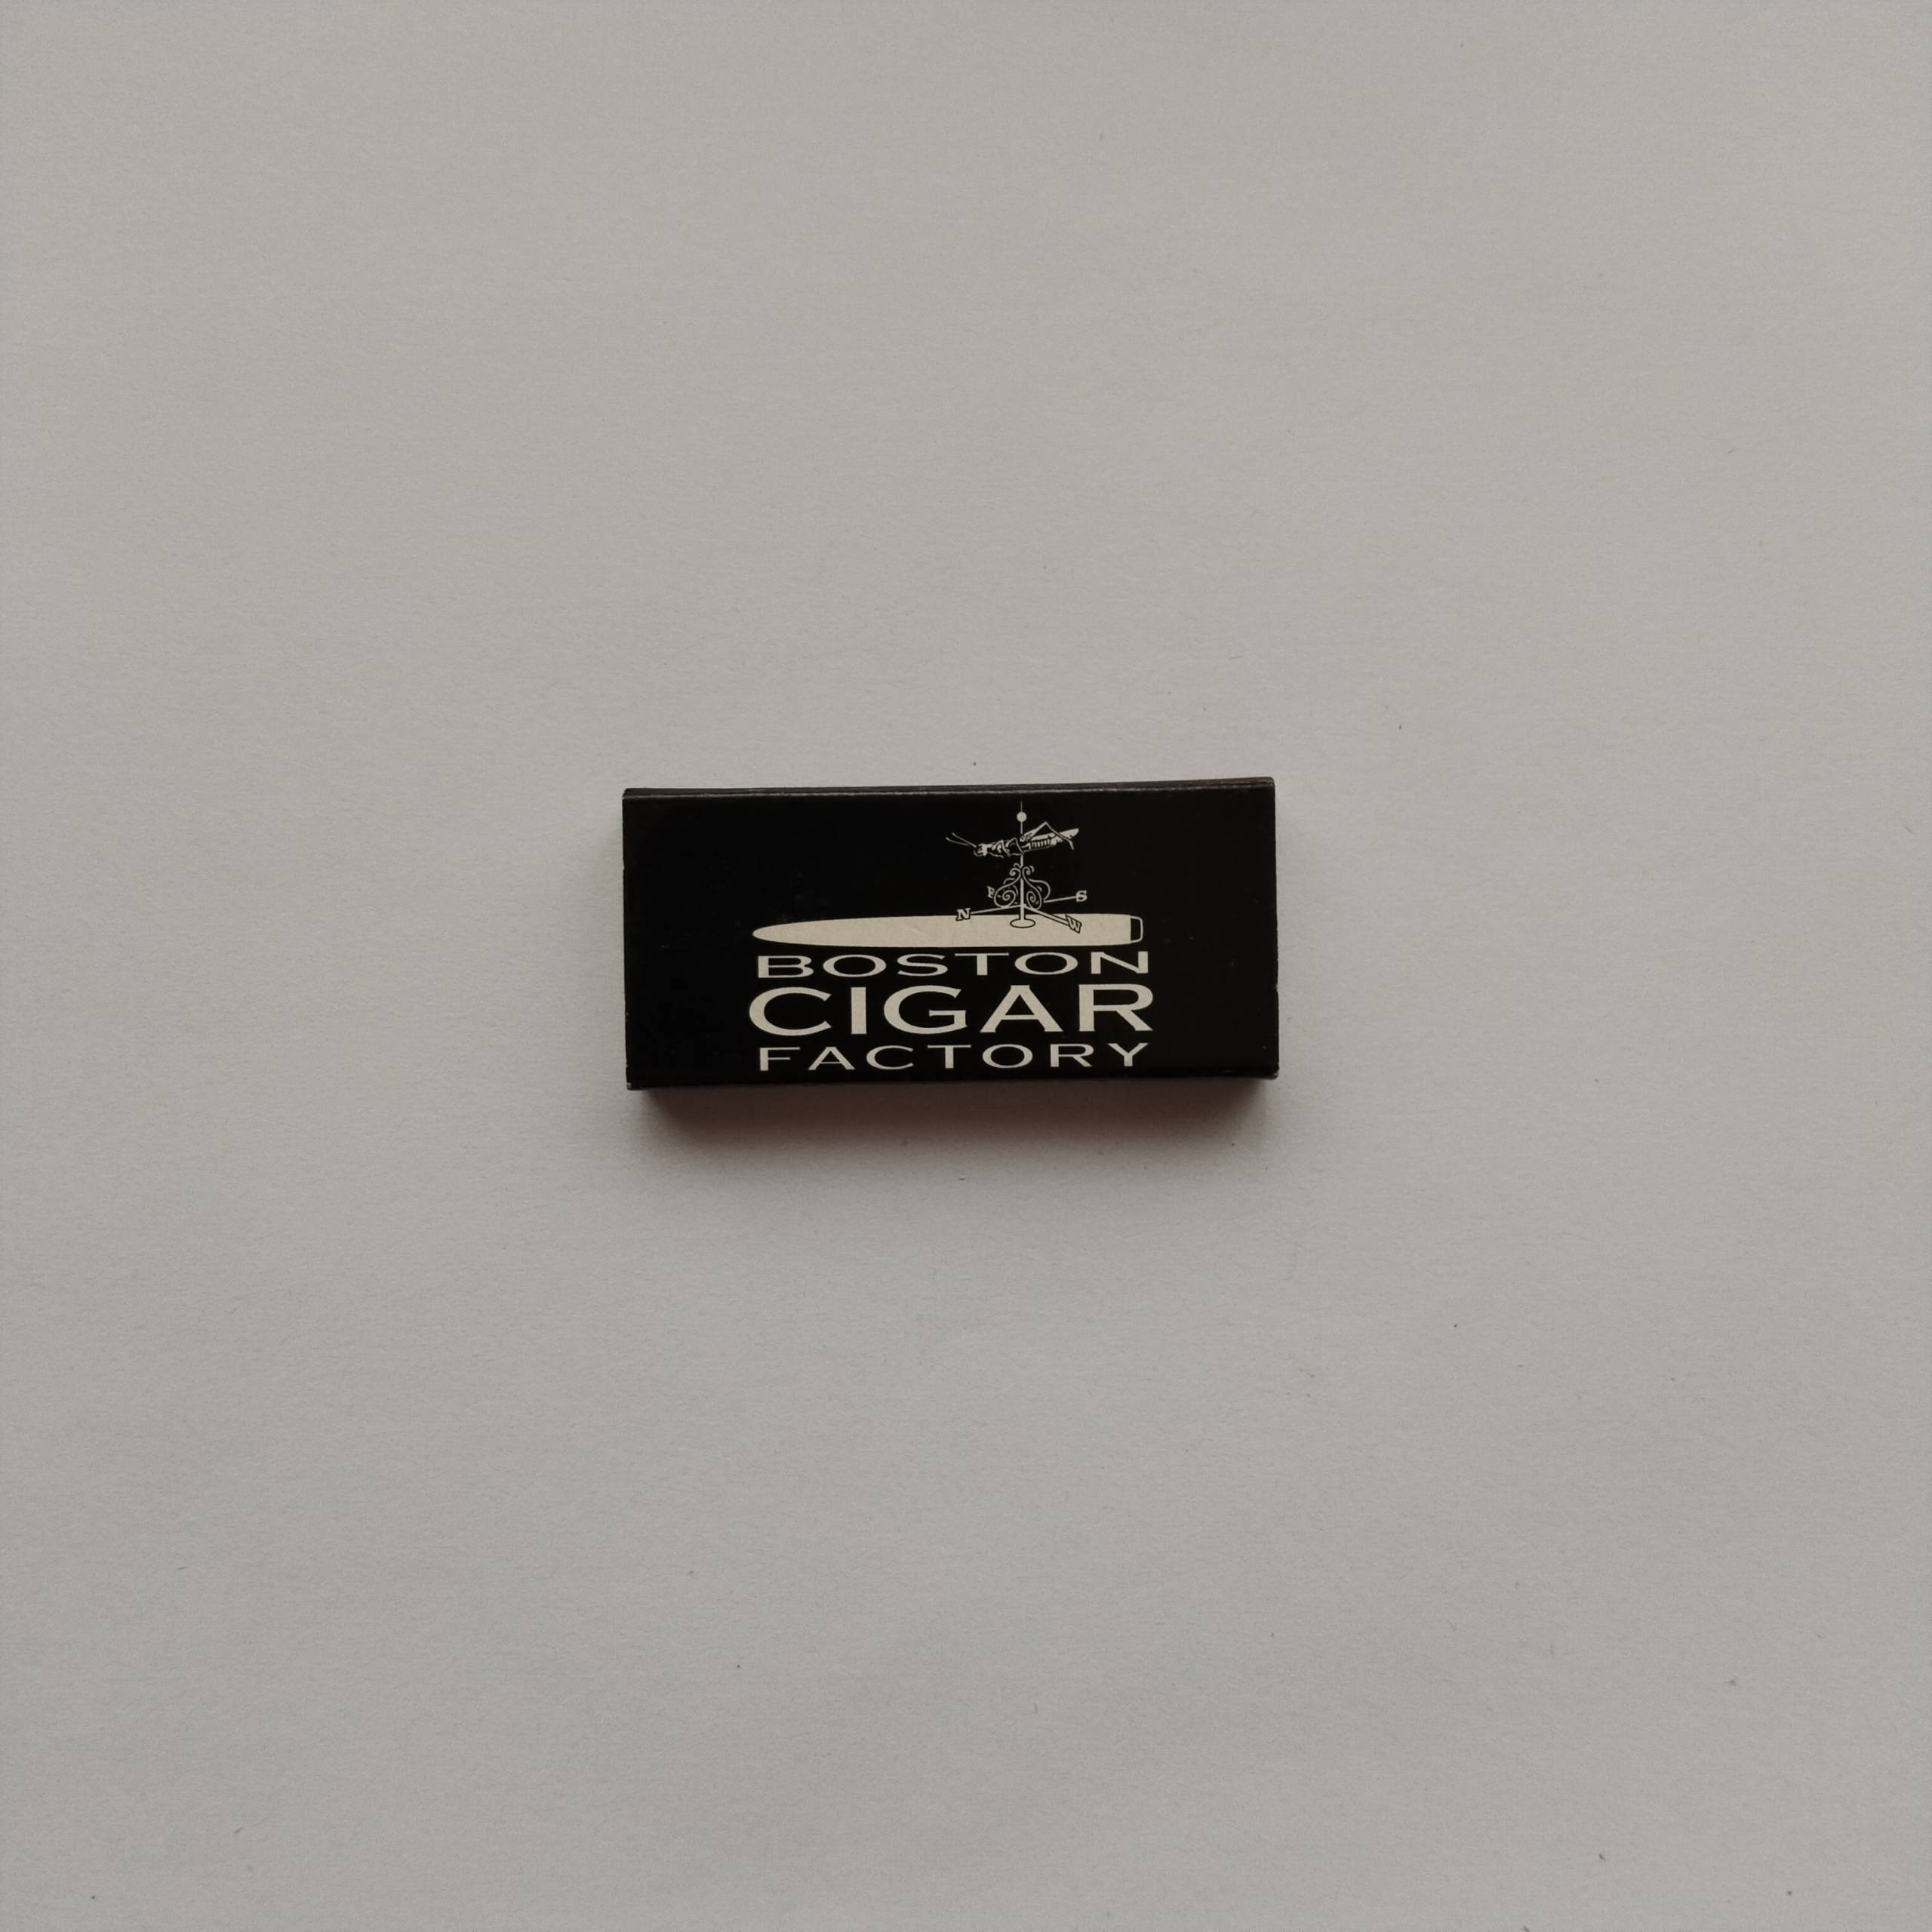 E S
N W
BOSTON
CIGAR
FACTORY